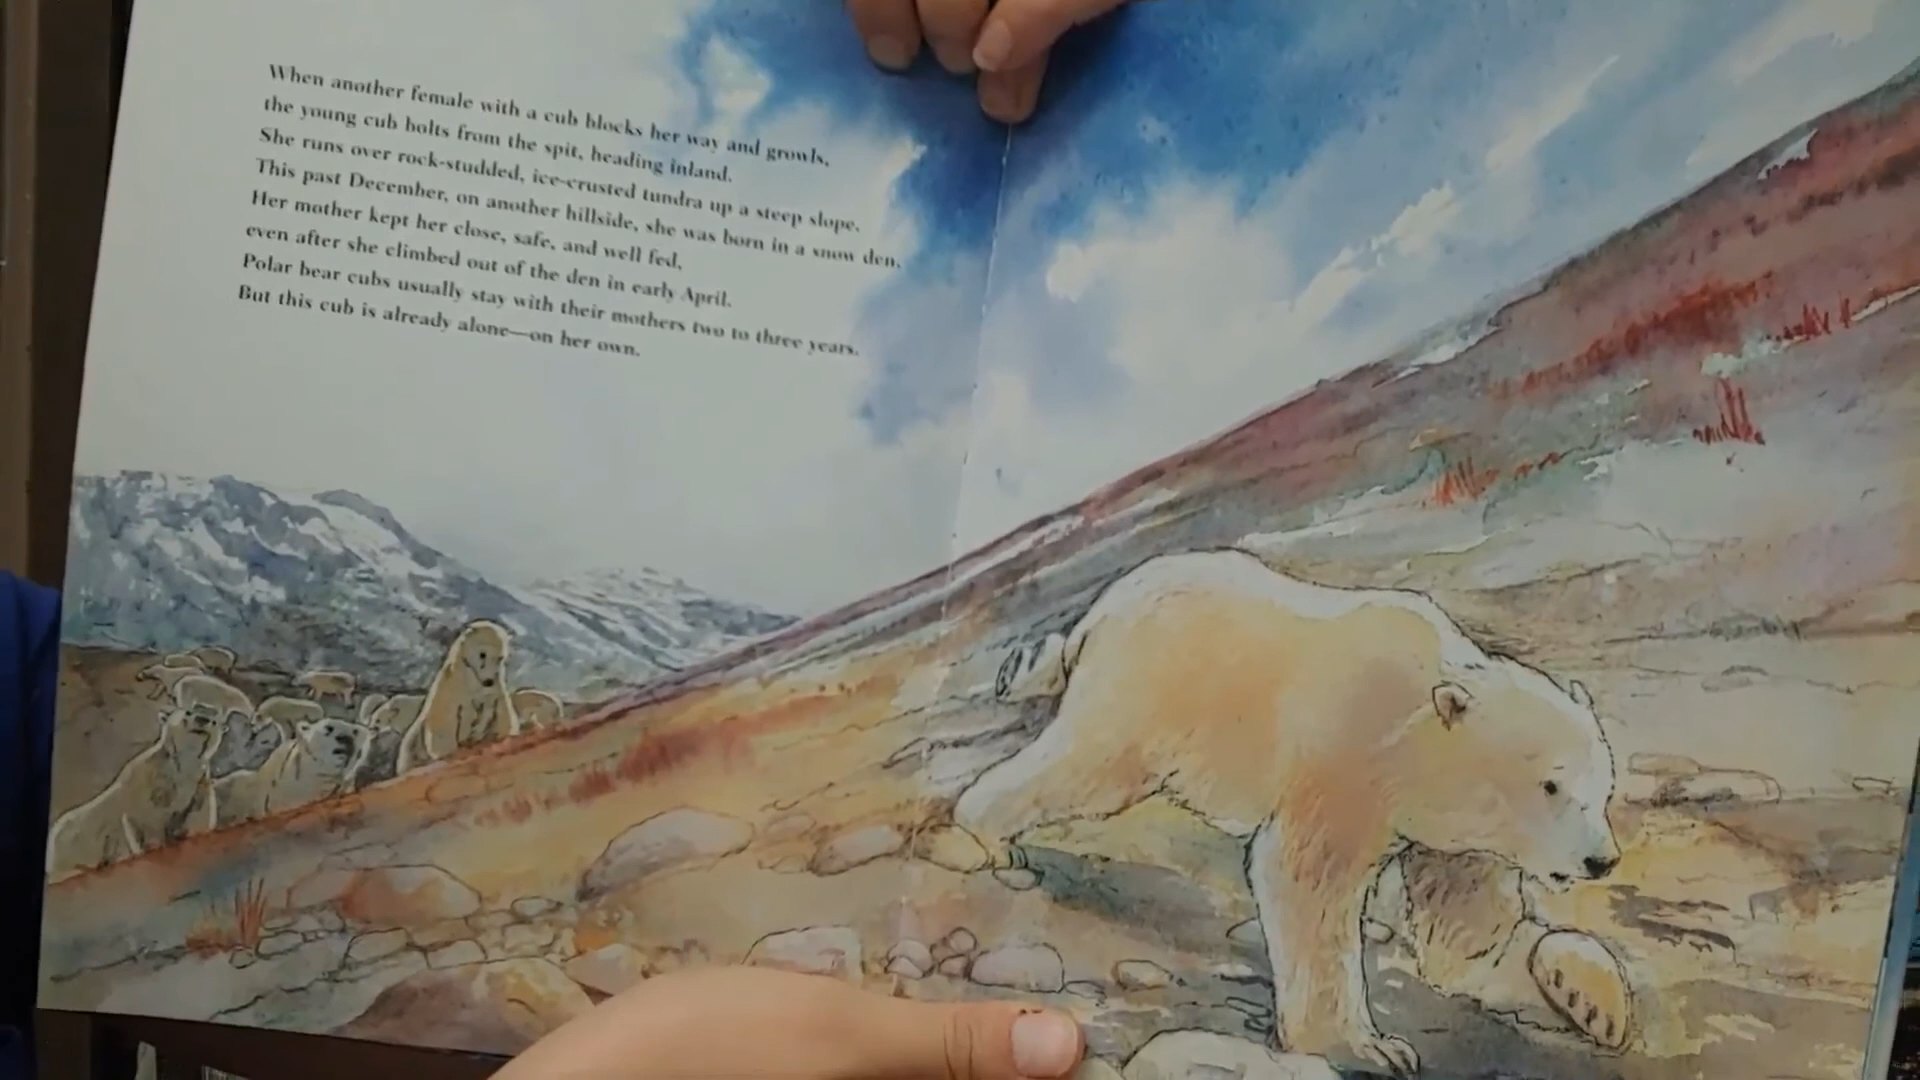 When another female with a cub blocks her way and growls,
the young cub bolts from the spit, heading inland.
She runs over rock-studded, ice-crusted tundra up a steep slope.
This past December, on another hillside, she was born in a snow den.
Her mother kept her close, safe, and well fed,
even after she climbed out of the den in early April.
Polar bear cubs usually stay with their mothers two to three years.
But this cub is already alone—on her own.